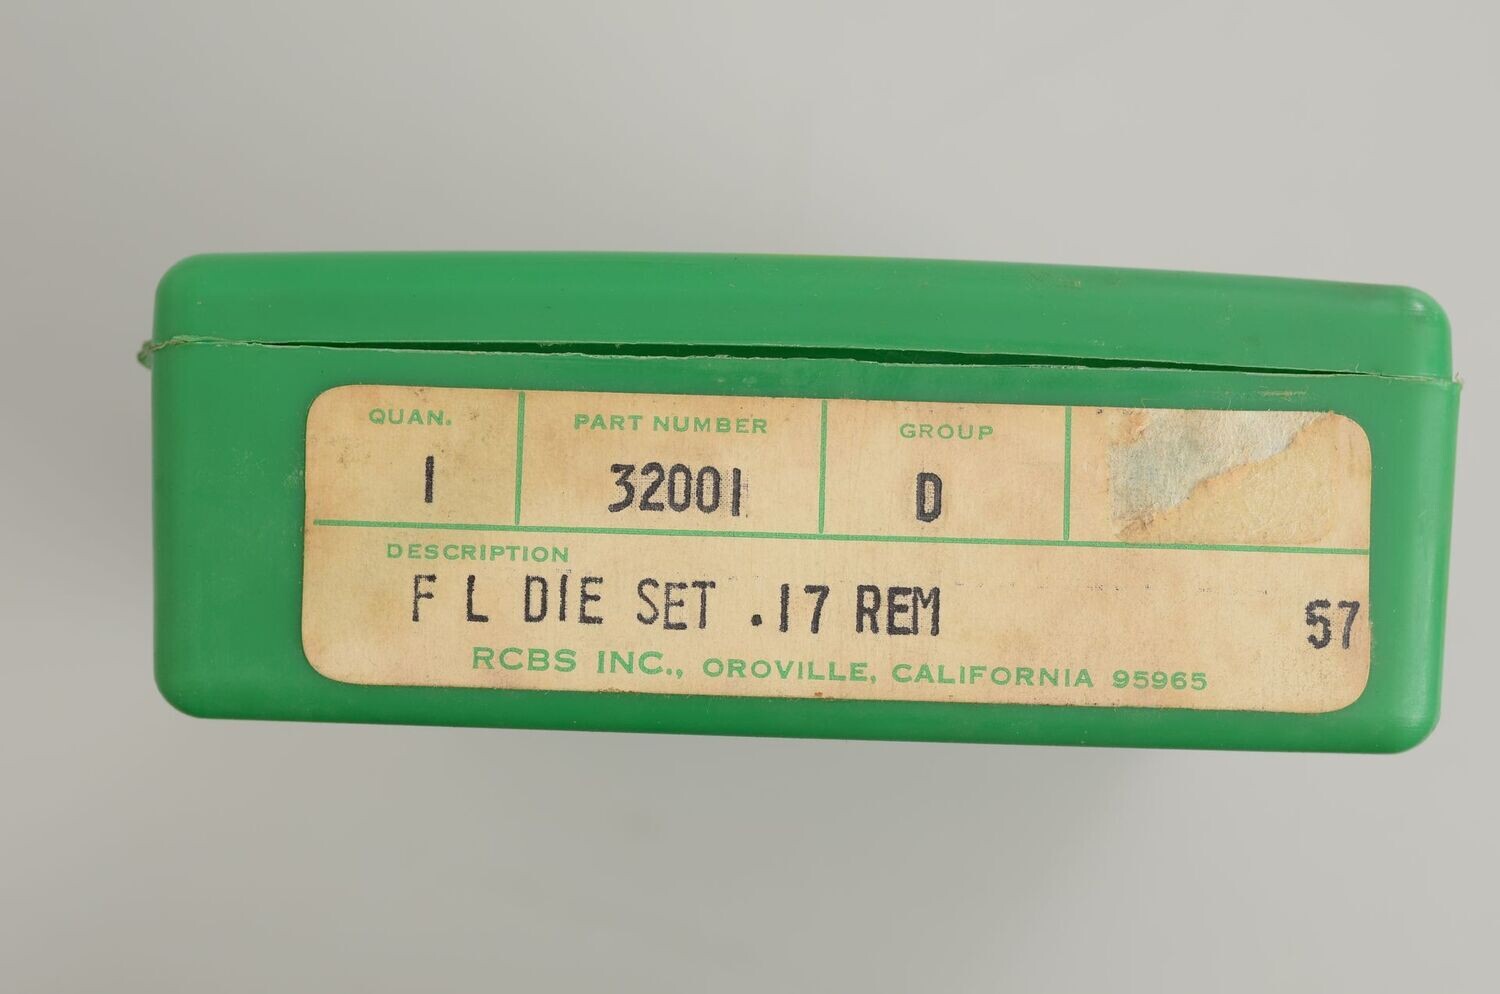 QUAN. PART NUMBER GROUP
1 32001 D
DESCRIPTION
F L DIE SET .17 REM 57
RCBS INC., OROVILLE, CALIFORNIA 95965